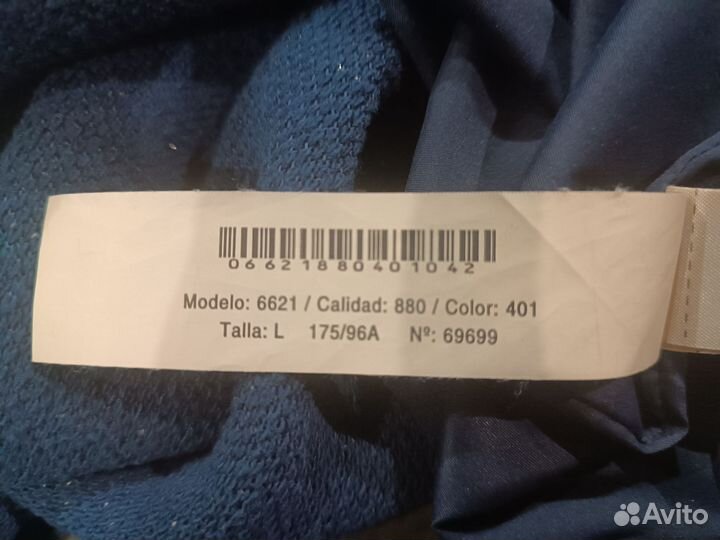 06621880401042
Modelo: 6621 / Calidad: 880 / Color: 401
Talla: L 175/96A Nº: 69699
Avito